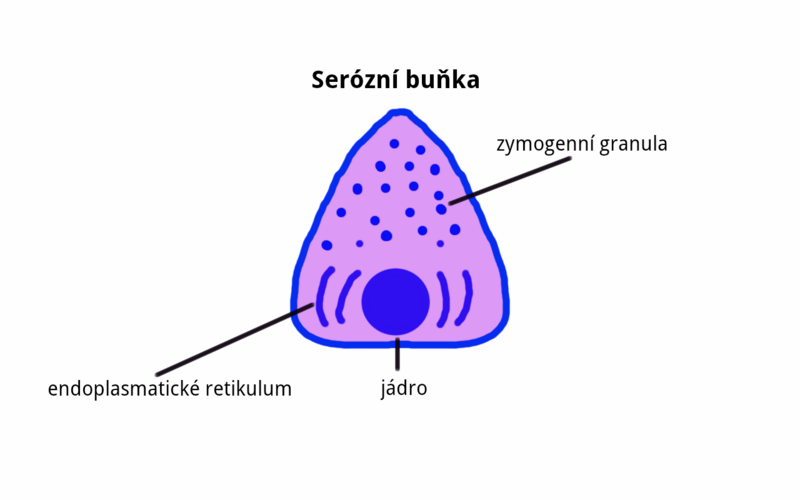 Serózní buňka
zymogenní granula
endoplasmatické retikulum
jádro